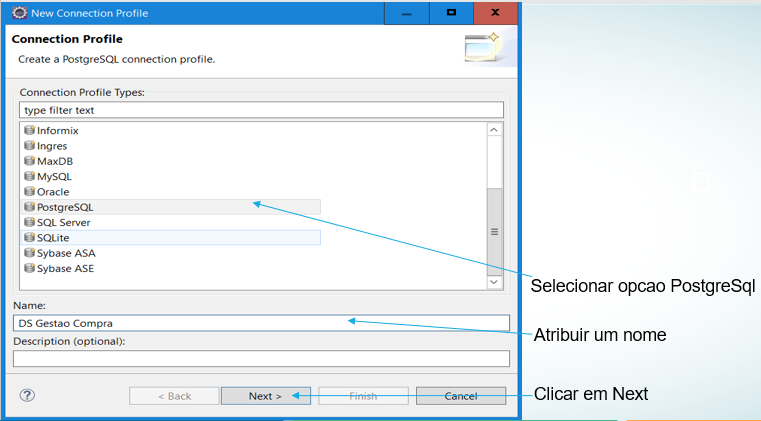 New Connection Profile
Connection Profile
Create a PostgreSQL connection profile.
Connection Profile Types:
type filter text
Informix
Ingres
MaxDB
MySQL
Oracle
PostgreSQL
SQL Server
SQLite
Sybase ASA
Sybase ASE
Selecionar opcao PostgreSql
Name:
DS Gestao Compra
Atribuir um nome
Description (optional):
? < Back Next > Finish Cancel
Clicar em Next